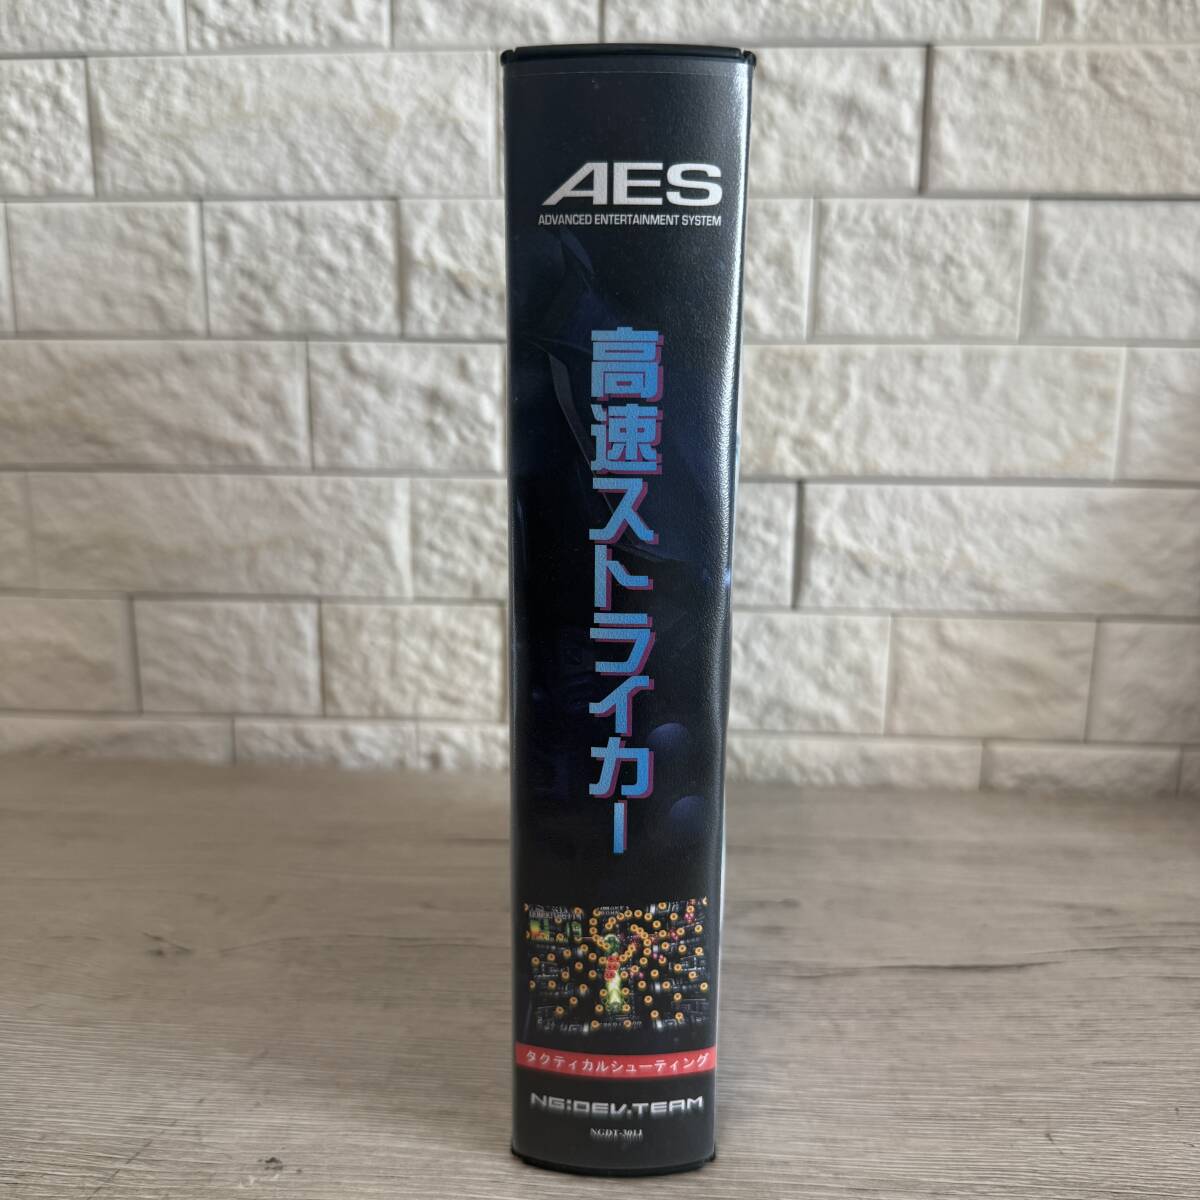 AES
ADVANCED ENTERTAINMENT SYSTEM
高速ストライカー
タクティカルシューティング
NG:DEV.TEAM